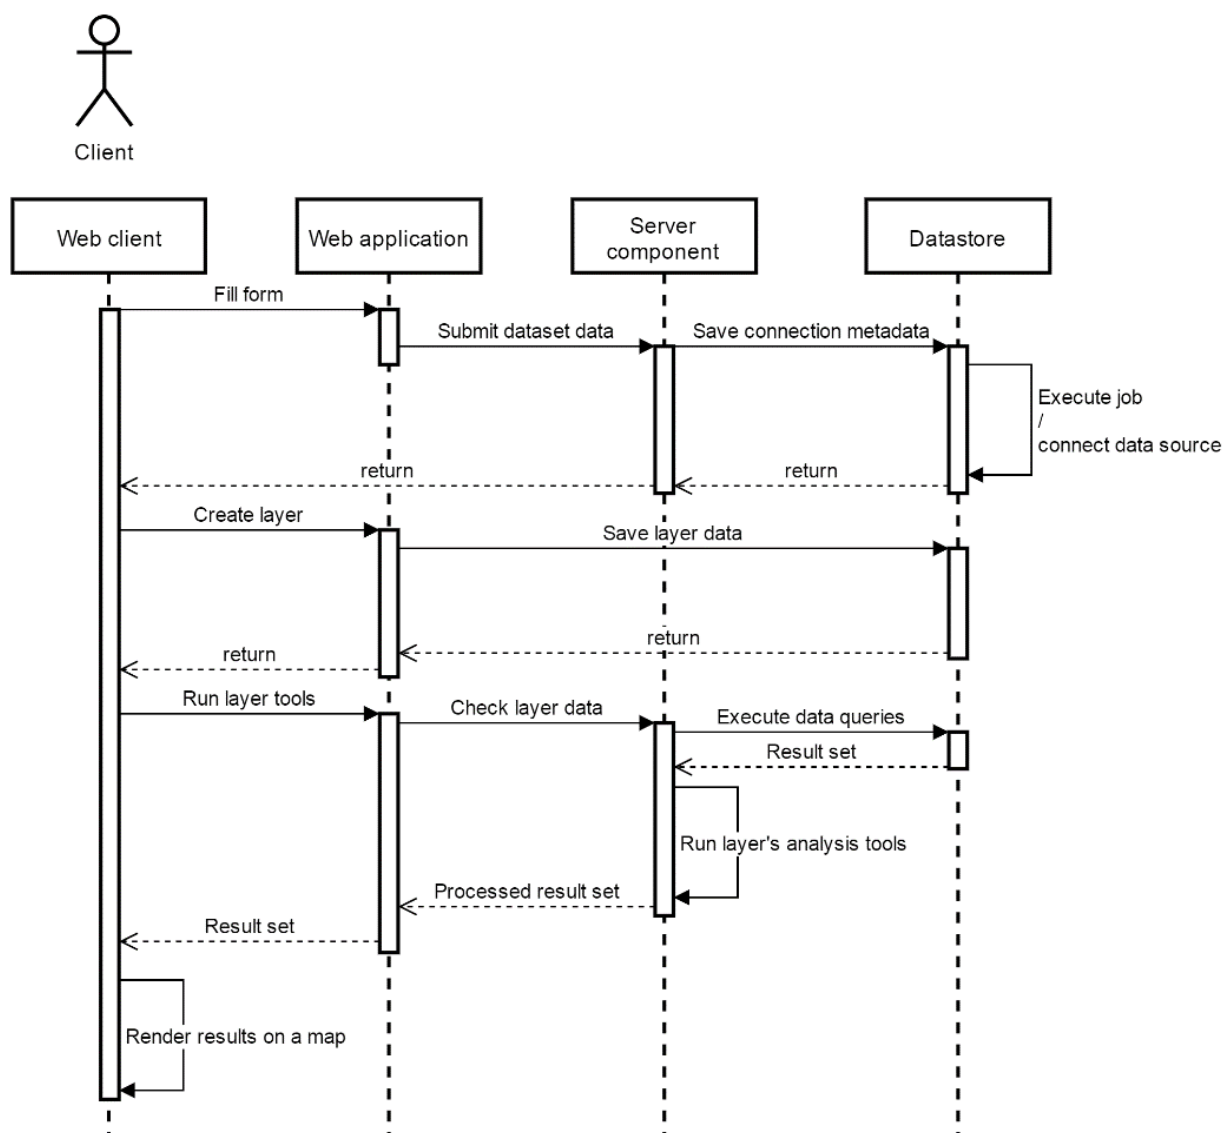 Client
Web client
Web application
Server
component
Datastore
Fill form
Submit dataset data
Save connection metadata
Execute job
/
connect data source
return
return
Create layer
Save layer data
return
return
Run layer tools
Check layer data
Execute data queries
Result set
Run layer's analysis tools
Processed result set
Result set
Render results on a map